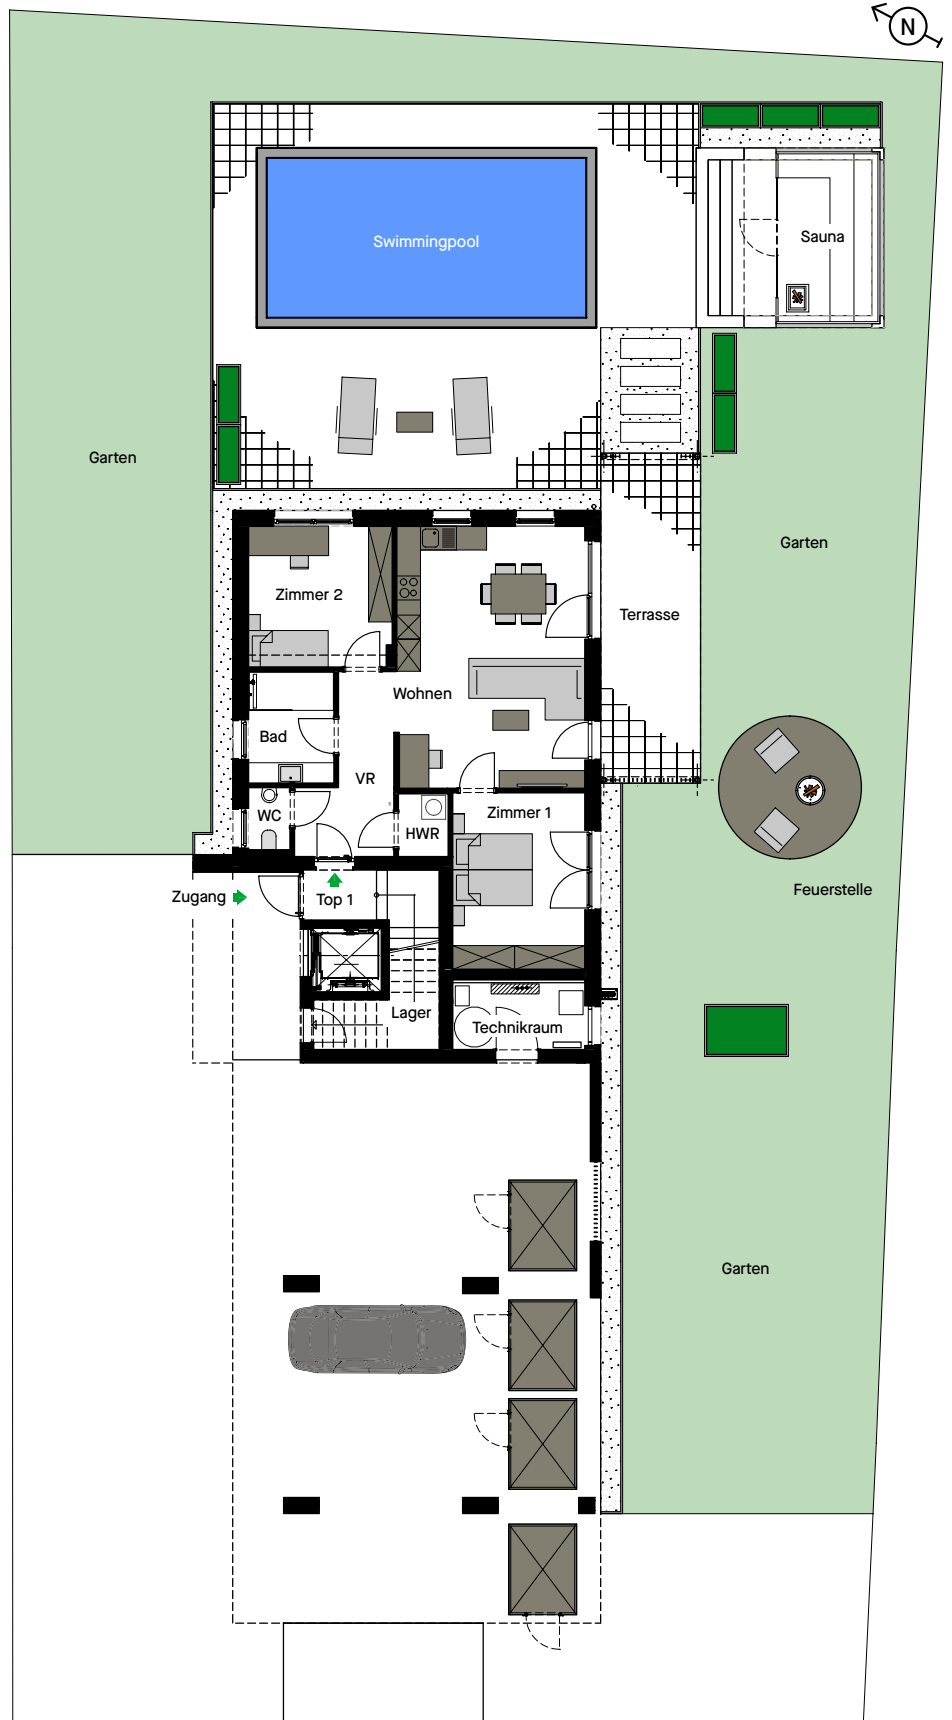 N
Swimmingpool
Sauna
Garten
Garten
Zimmer 2
Terrasse
Wohnen
Bad
VR
WC
HWR
Zimmer 1
Zugang
Top 1
Feuerstelle
Lager
Technikraum
Garten